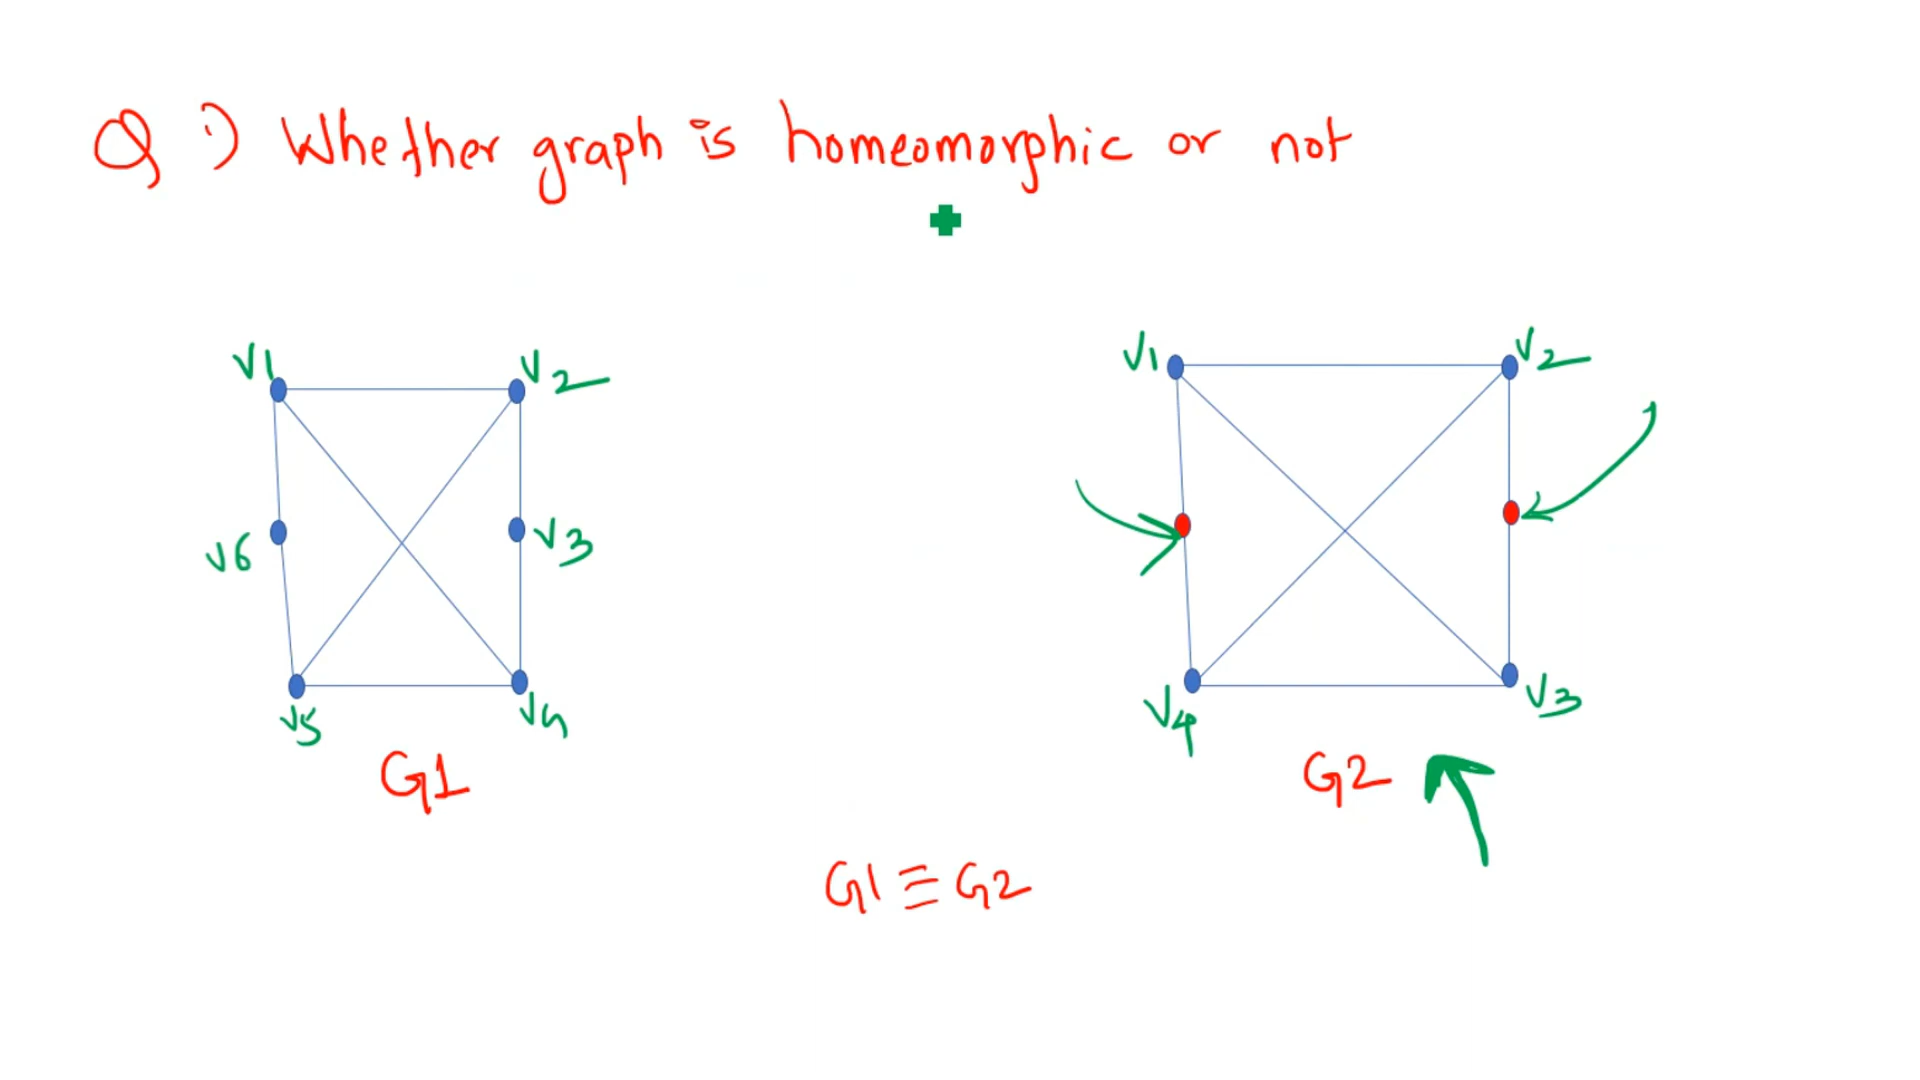 Q :) Whether graph is homeomorphic or not
V1 V2
V6 V3
V5 V4
G1
V1 V2
V4 V3
G2
G1 ≡ G2